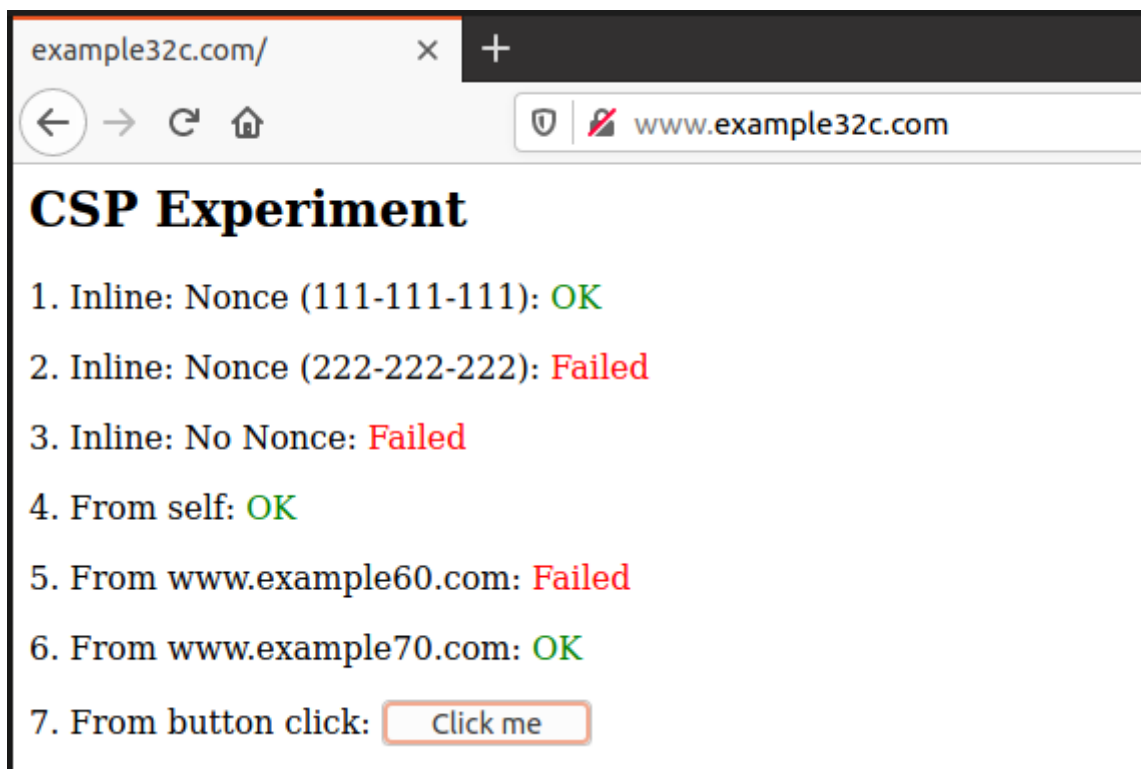 example32c.com/
www.example32c.com
CSP Experiment
1. Inline: Nonce (111-111-111): OK
2. Inline: Nonce (222-222-222): Failed
3. Inline: No Nonce: Failed
4. From self: OK
5. From www.example60.com: Failed
6. From www.example70.com: OK
7. From button click: Click me